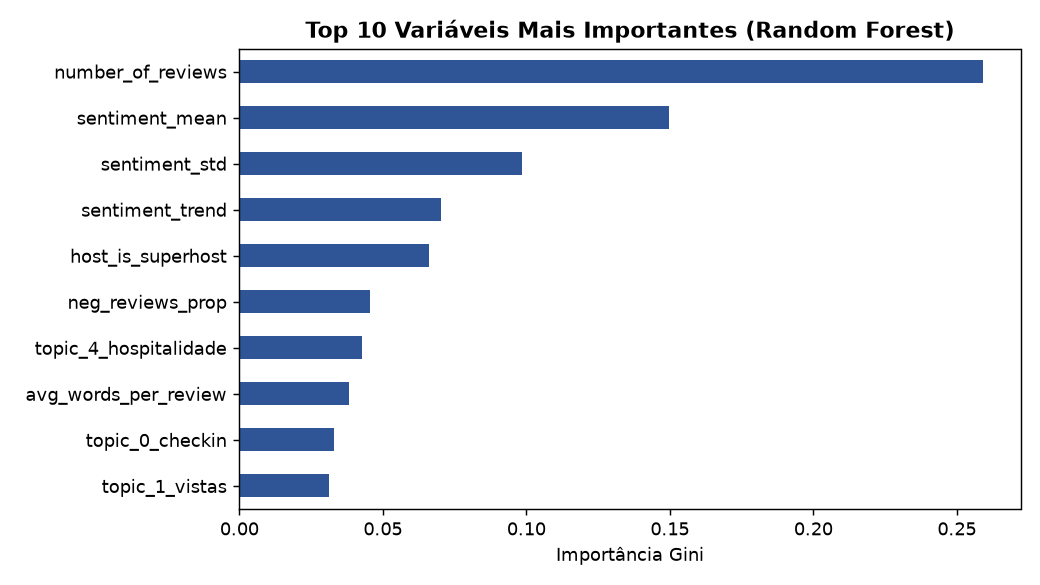 Top 10 Variáveis Mais Importantes (Random Forest)
number_of_reviews
sentiment_mean
sentiment_std
sentiment_trend
host_is_superhost
neg_reviews_prop
topic_4_hospitalidade
avg_words_per_review
topic_0_checkin
topic_1_vistas
0.00 0.05 0.10 0.15 0.20 0.25
Importância Gini